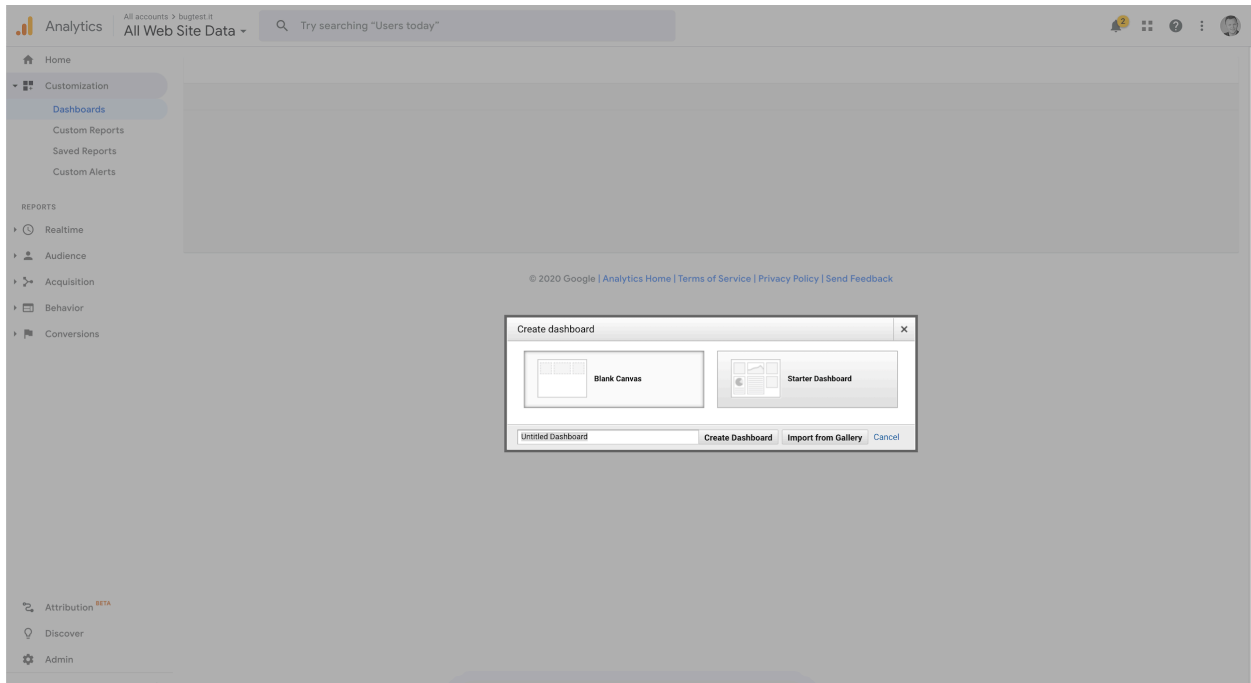 Analytics
All accounts > bugtest.it
All Web Site Data
Try searching "Users today"
2
Home
Customization
Dashboards
Custom Reports
Saved Reports
Custom Alerts
REPORTS
Realtime
Audience
Acquisition
Behavior
Conversions
© 2020 Google | Analytics Home | Terms of Service | Privacy Policy | Send Feedback
Create dashboard
Blank Canvas
Starter Dashboard
Untitled Dashboard
Create Dashboard
Import from Gallery
Cancel
Attribution BETA
Discover
Admin